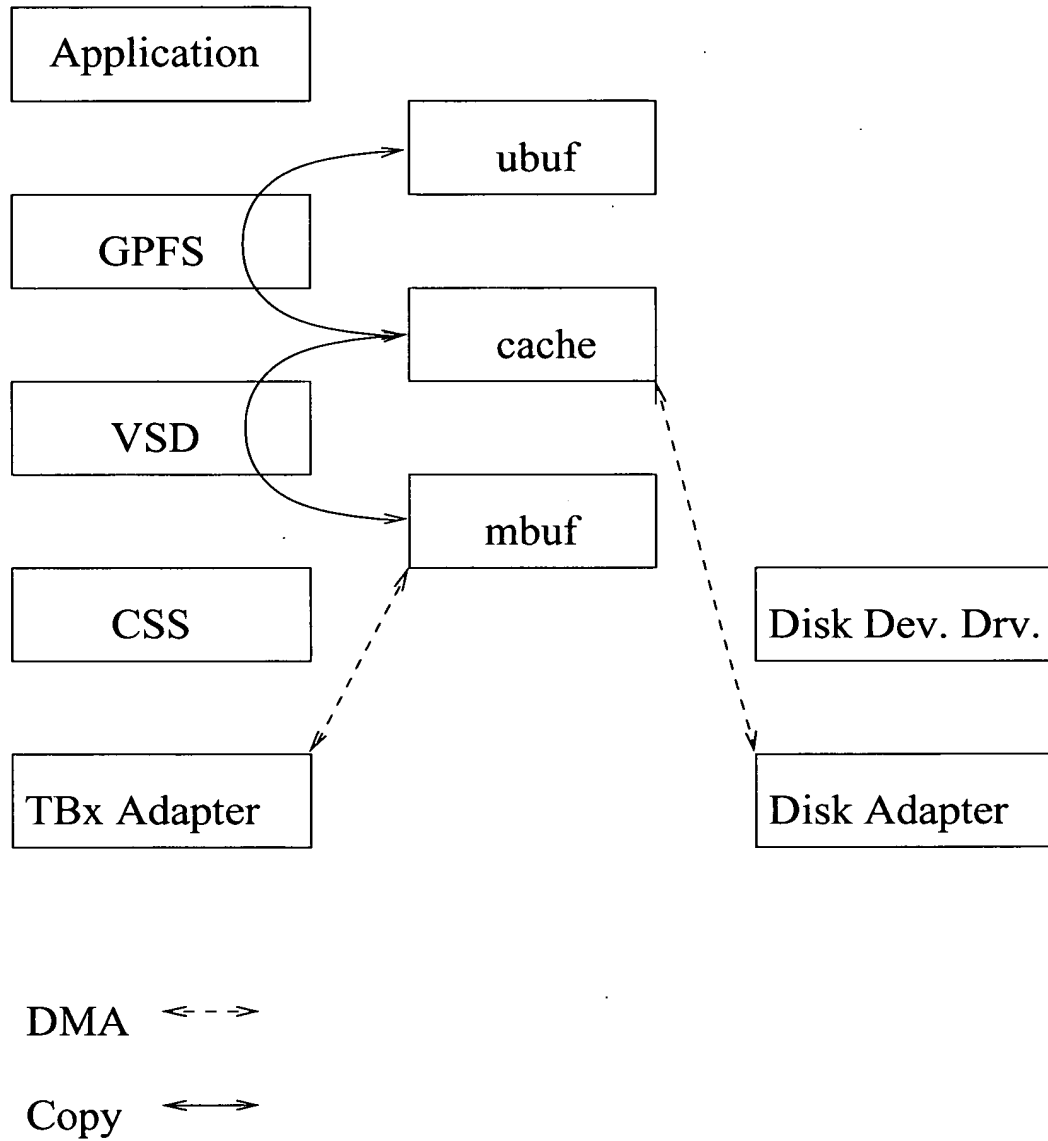 Application
ubuf
GPFS
cache
VSD
mbuf
CSS
Disk Dev. Drv.
TBx Adapter
Disk Adapter
DMA
Copy